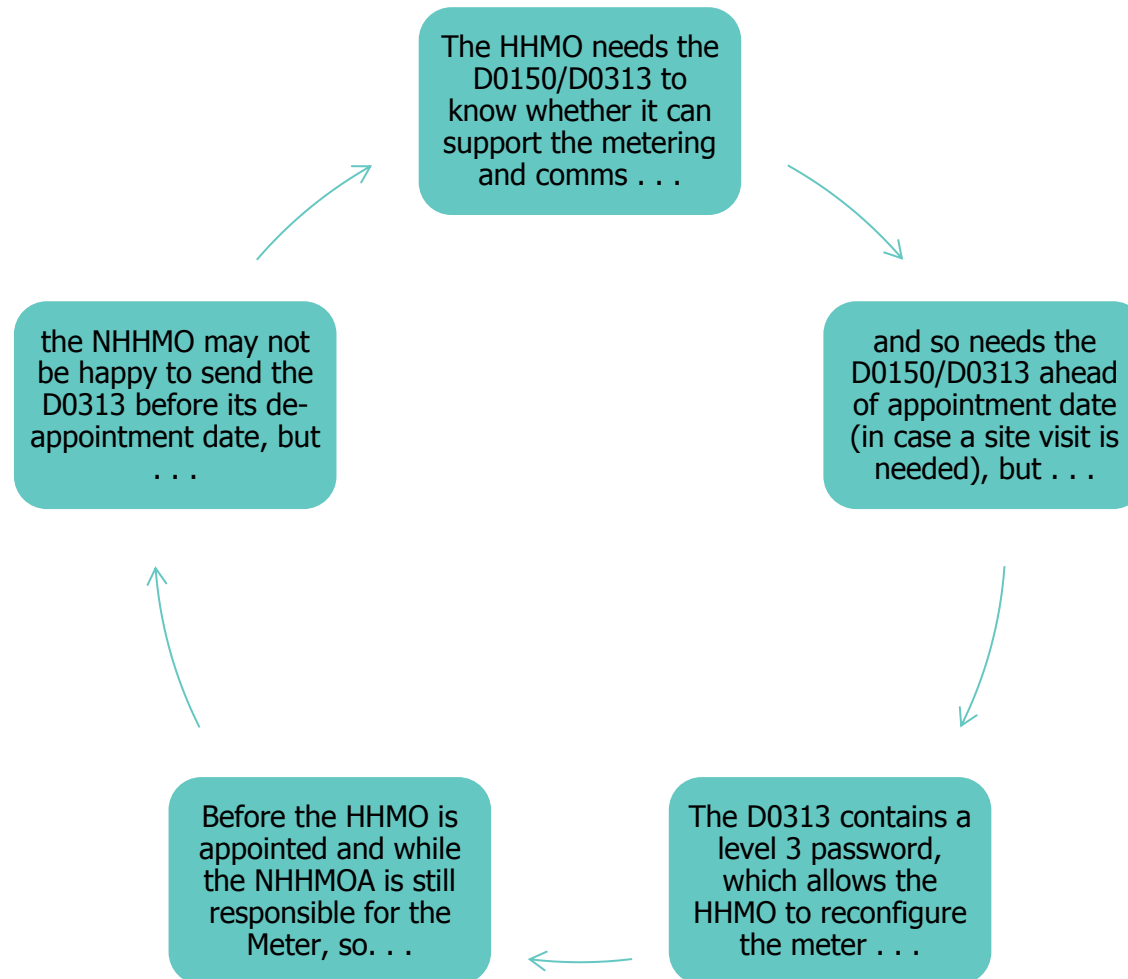 The HHMO needs the
D0150/D0313 to
know whether it can
support the metering
and comms . . .
and so needs the
D0150/D0313 ahead
of appointment date
(in case a site visit is
needed), but . . .
The D0313 contains a
level 3 password,
which allows the
HHMO to reconfigure
the meter . . .
Before the HHMO is
appointed and while
the NHHMOA is still
responsible for the
Meter, so. . .
the NHHMO may not
be happy to send the
D0313 before its de-
appointment date, but
. . .